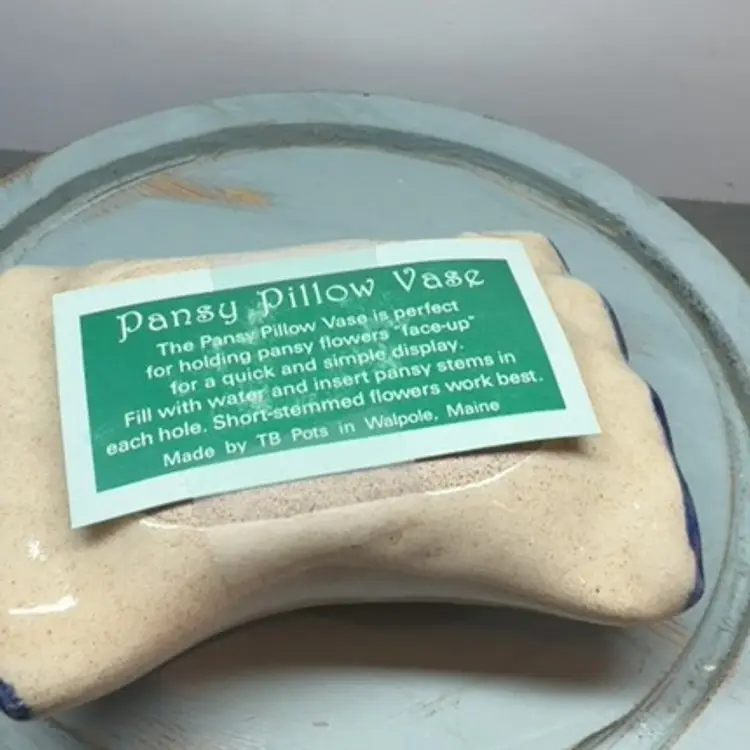 Pansy Pillow Vase
The Pansy Pillow Vase is perfect
for holding pansy flowers "face-up"
for a quick and simple display.
Fill with water and insert pansy stems in
each hole. Short-stemmed flowers work best.
Made by TB Pots in Walpole, Maine